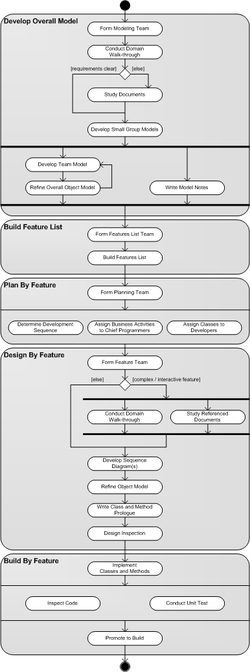 Develop Overall Model
Form Modeling Team
Conduct Domain
Walk-through
[requirements clear]
[else]
Study Documents
Develop Small Group Models
Develop Team Model
Refine Overall Object Model
Write Model Notes
Build Feature List
Form Features List Team
Build Features List
Plan By Feature
Form Planning Team
Determine Development
Sequence
Assign Business Activities
to Chief Programmers
Assign Classes to
Developers
Design By Feature
Form Feature Team
[else]
[complex / interactive feature]
Conduct Domain
Walk-through
Study Referenced
Documents
Develop Sequence
Diagram(s)
Refine Object Model
Write Class and Method
Prologue
Design Inspection
Build By Feature
Implement
Classes and Methods
Inspect Code
Conduct Unit Test
Promote to Build